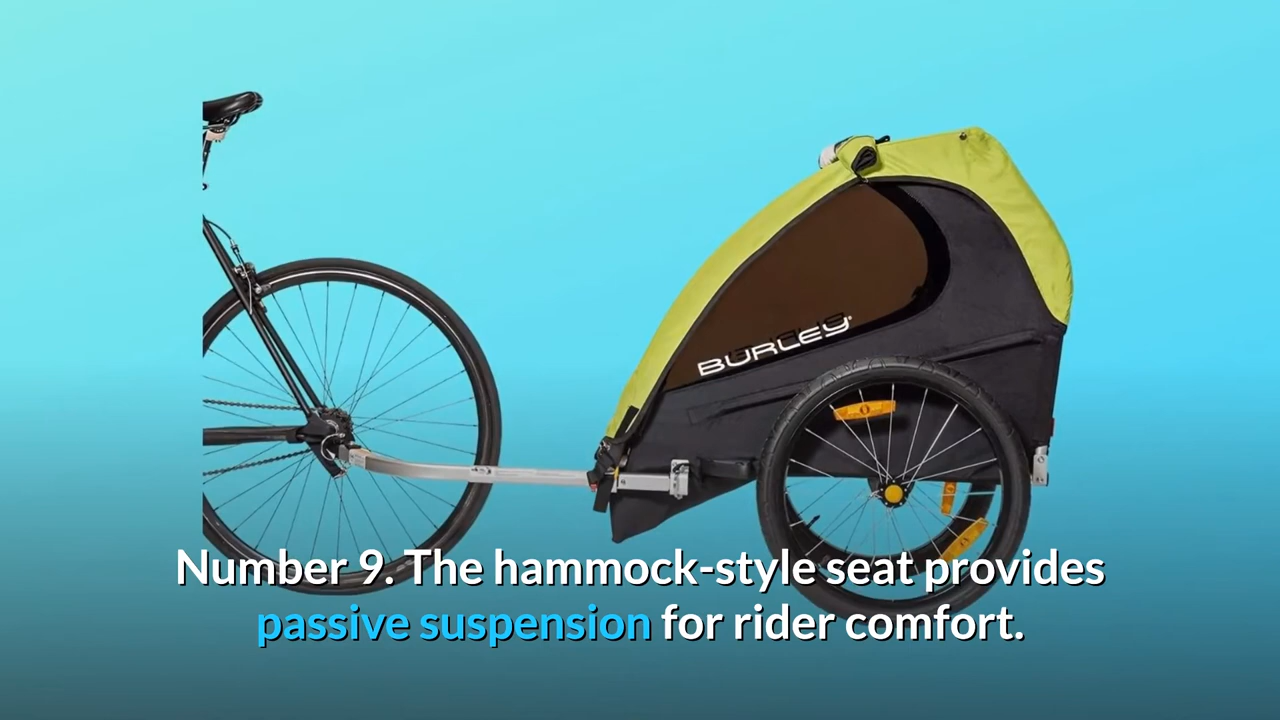 BURLEY
Number 9. The hammock-style seat provides
passive suspension for rider comfort.